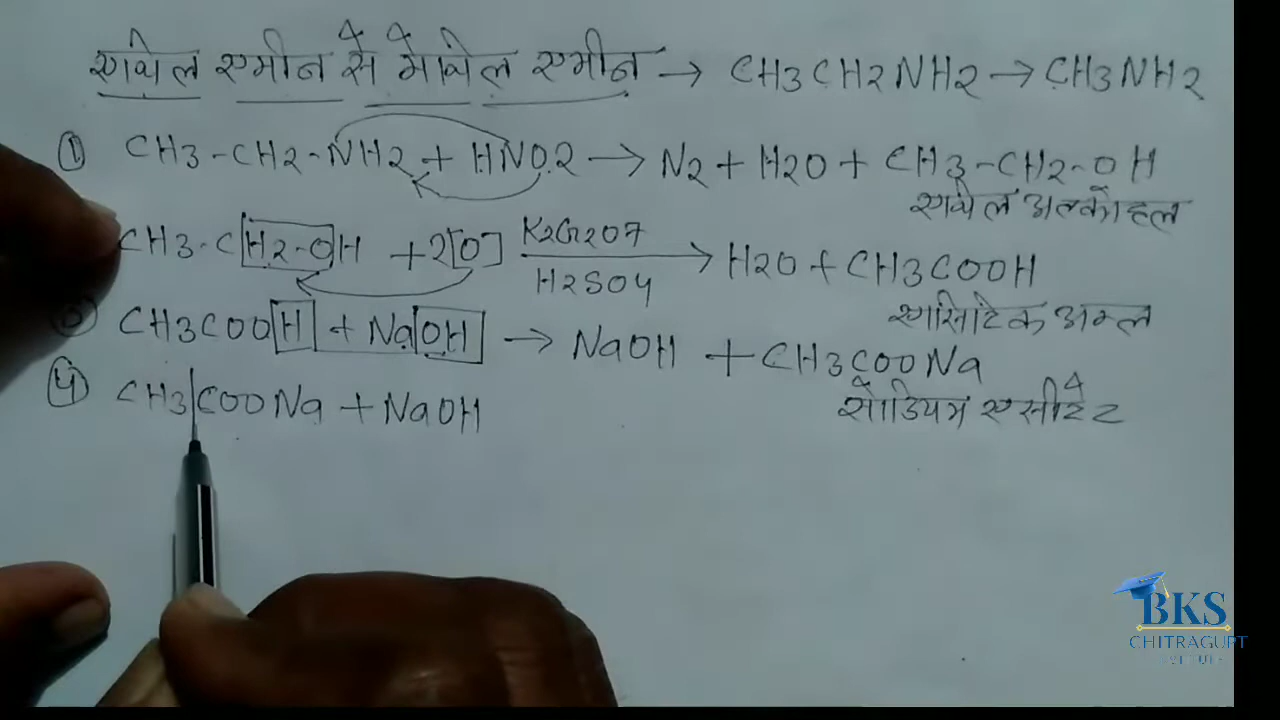 एथिल एमीन से मेथिल एमीन → CH3CH2NH2 → CH3NH2
① CH3-CH2-NH2 + HNO2 → N2 + H2O + CH3-CH2-OH
एथिल अल्कोहल
CH3-CH2-OH + 2[O] K2Cr2O7 / H2SO4 → H2O + CH3COOH
एसिटिक अम्ल
③ CH3COOH + NaOH → NaOH + CH3COONa
सोडियम एसीटेट
④ CH3|COONa + NaOH
BKS
CHITRAGUPT